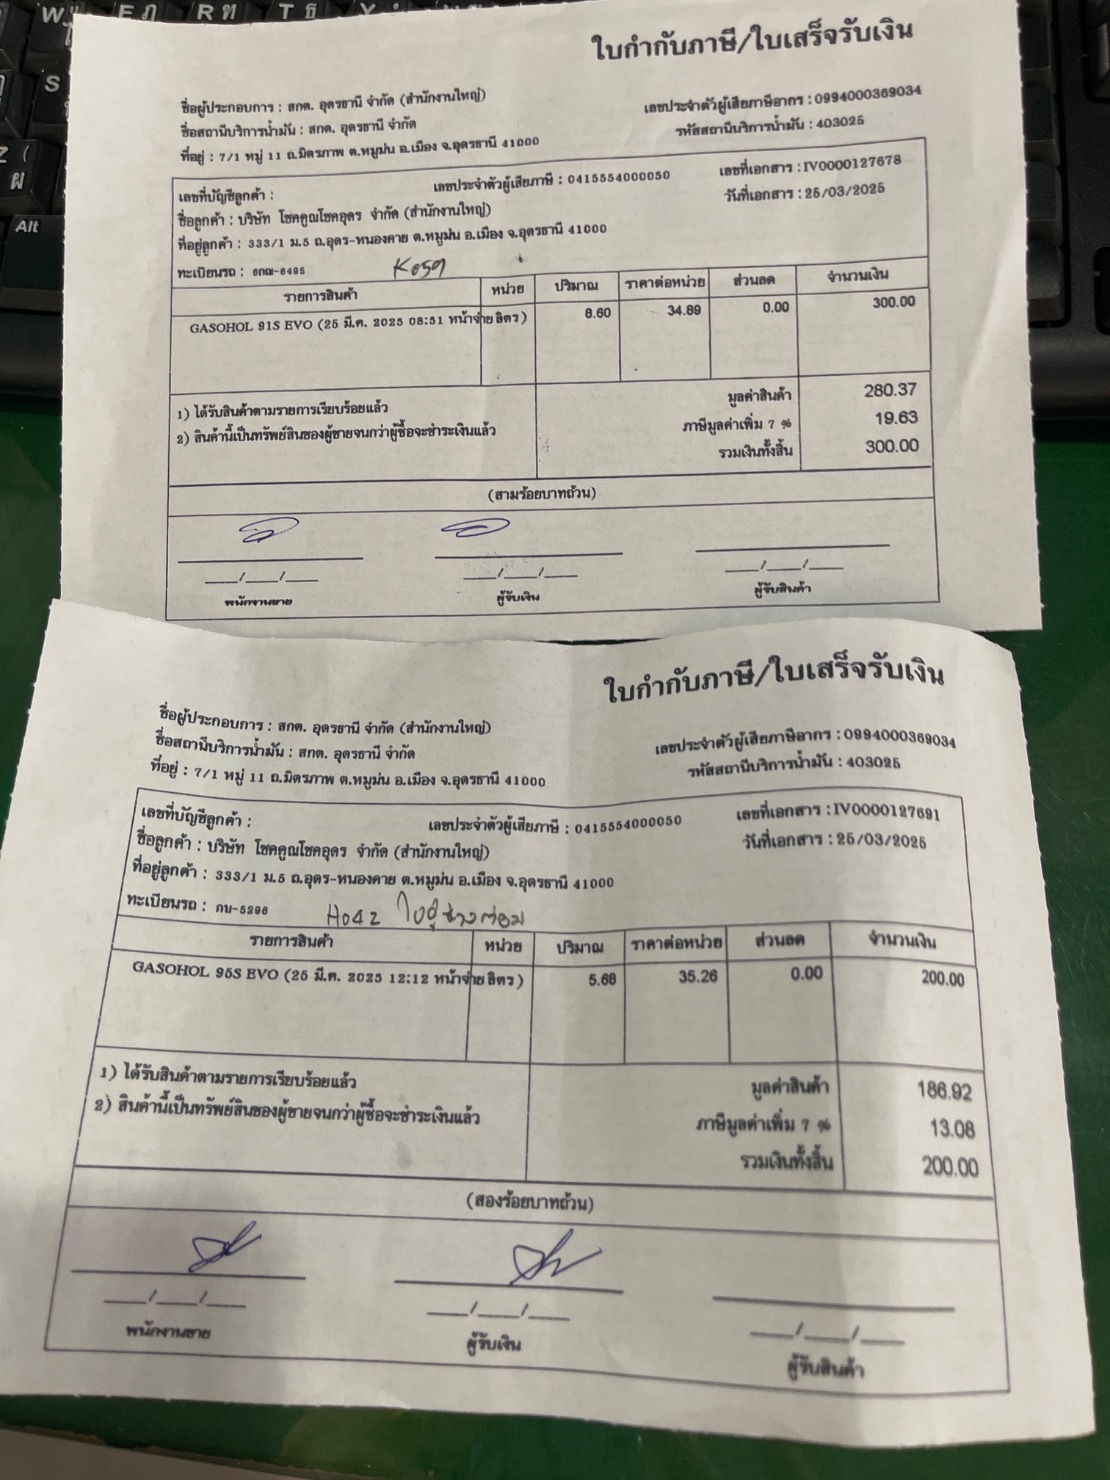 ใบกำกับภาษี/ใบเสร็จรับเงิน
ชื่อผู้ประกอบการ : สกต. อุดรธานี จำกัด (สำนักงานใหญ่)
เลขประจำตัวผู้เสียภาษีอากร : 0994000369034
ชื่อสถานีบริการน้ำมัน : สกต. อุดรธานี จำกัด
รหัสสถานีบริการน้ำมัน : 403025
ที่อยู่ : 7/1 หมู่ 11 ถ.มิตรภาพ ต.หมูม่น อ.เมือง จ.อุดรธานี 41000
เลขที่บัญชีลูกค้า : เลขประจำตัวผู้เสียภาษี : 0415554000050 เลขที่เอกสาร : IV0000127678
ชื่อลูกค้า : บริษัท โชคคูณโชคอุดร จำกัด (สำนักงานใหญ่) วันที่เอกสาร : 25/03/2025
ที่อยู่ลูกค้า : 333/1 ม.5 ถ.อุดร-หนองคาย ต.หมูม่น อ.เมือง จ.อุดรธานี 41000
ทะเบียนรถ :
รายการสินค้า หน่วย ปริมาณ ราคาต่อหน่วย ส่วนลด จำนวนเงิน
GASOHOL 91S EVO (25 มี.ค. 2025 08:51 หน้าจ่าย ลิตร ) 8.60 34.89 0.00 300.00
1) ได้รับสินค้าตามรายการเรียบร้อยแล้ว มูลค่าสินค้า 280.37
2) สินค้านี้เป็นทรัพย์สินของผู้ขายจนกว่าผู้ซื้อจะชำระเงินแล้ว ภาษีมูลค่าเพิ่ม 7 % 19.63
รวมเงินทั้งสิ้น 300.00
(สามร้อยบาทถ้วน)
___/___/___ ___/___/___ ___/___/___
พนักงานขาย ผู้รับเงิน ผู้รับสินค้า
ใบกำกับภาษี/ใบเสร็จรับเงิน
ชื่อผู้ประกอบการ : สกต. อุดรธานี จำกัด (สำนักงานใหญ่)
เลขประจำตัวผู้เสียภาษีอากร : 0994000369034
ชื่อสถานีบริการน้ำมัน : สกต. อุดรธานี จำกัด
รหัสสถานีบริการน้ำมัน : 403025
ที่อยู่ : 7/1 หมู่ 11 ถ.มิตรภาพ ต.หมูม่น อ.เมือง จ.อุดรธานี 41000
เลขที่บัญชีลูกค้า : เลขประจำตัวผู้เสียภาษี : 0415554000050 เลขที่เอกสาร : IV0000127691
ชื่อลูกค้า : บริษัท โชคคูณโชคอุดร จำกัด (สำนักงานใหญ่) วันที่เอกสาร : 25/03/2025
ที่อยู่ลูกค้า : 333/1 ม.5 ถ.อุดร-หนองคาย ต.หมูม่น อ.เมือง จ.อุดรธานี 41000
ทะเบียนรถ : กบ-5296 H042
รายการสินค้า หน่วย ปริมาณ ราคาต่อหน่วย ส่วนลด จำนวนเงิน
GASOHOL 95S EVO (25 มี.ค. 2025 12:12 หน้าจ่าย ลิตร ) 5.68 35.26 0.00 200.00
1) ได้รับสินค้าตามรายการเรียบร้อยแล้ว มูลค่าสินค้า 186.92
2) สินค้านี้เป็นทรัพย์สินของผู้ขายจนกว่าผู้ซื้อจะชำระเงินแล้ว ภาษีมูลค่าเพิ่ม 7 % 13.08
รวมเงินทั้งสิ้น 200.00
(สองร้อยบาทถ้วน)
___/___/___ ___/___/___ ___/___/___
พนักงานขาย ผู้รับเงิน ผู้รับสินค้า